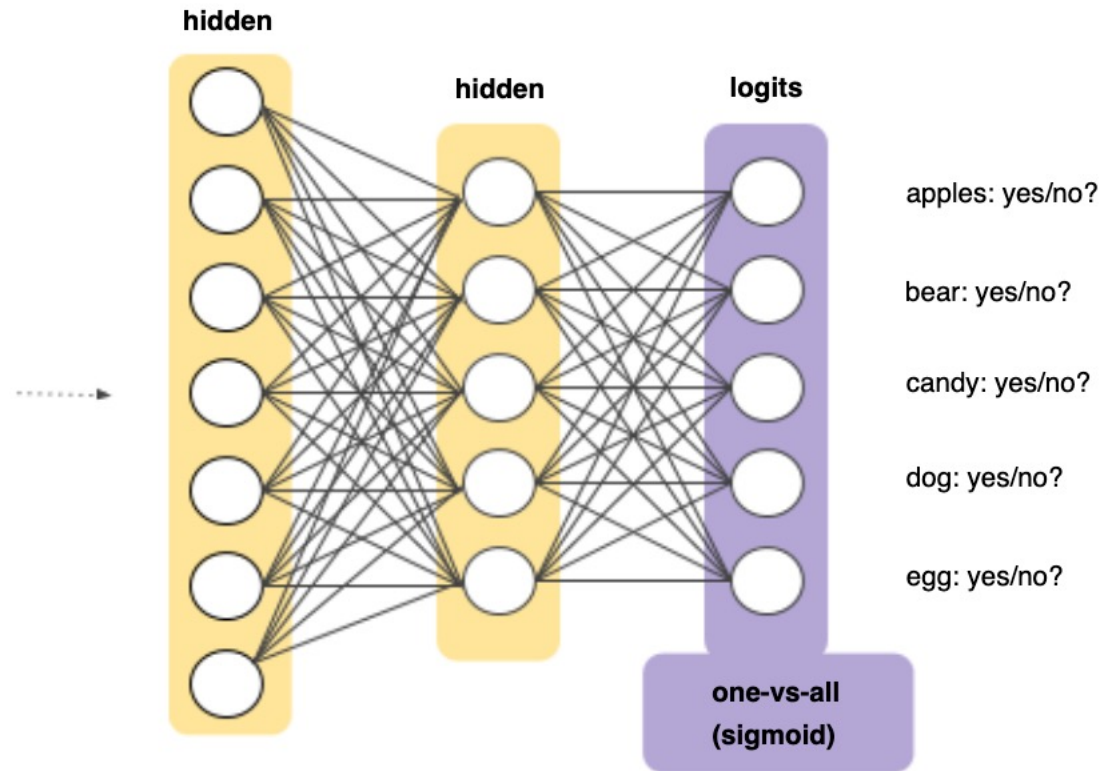 hidden
hidden
logits
apples: yes/no?
bear: yes/no?
candy: yes/no?
dog: yes/no?
egg: yes/no?
one-vs-all
(sigmoid)